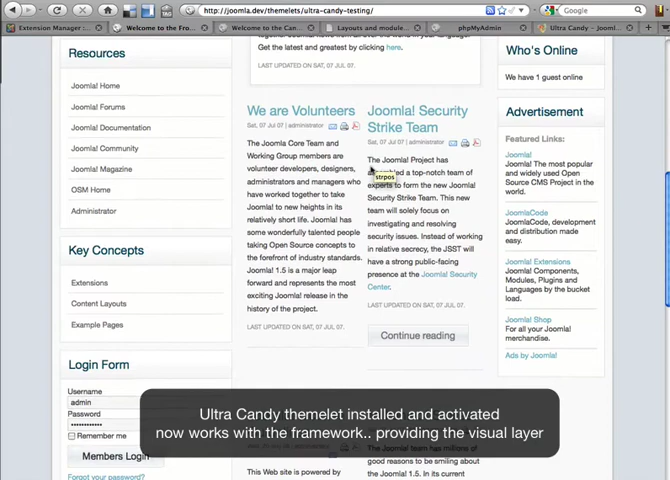 http://joomla.dev/themelets/ultra-candy-testing/
Google
Extension Manager :
Welcome to the Fro...
Welcome to the Can...
Layouts and module...
phpMyAdmin
Ultra Candy - Jooml...
Resources
Joomla! Home
Joomla! Forums
Joomla! Documentation
Joomla! Community
Joomla! Magazine
OSM Home
Administrator
Key Concepts
Extensions
Content Layouts
Example Pages
Login Form
Username
admin
Password
Remember me
Members Login
Forgot your password?
Get the latest and greatest by clicking here.
LAST UPDATED ON SAT, 07 JUL 07.
We are Volunteers
Sat, 07 Jul 07 | administrator
The Joomla Core Team and
Working Group members are
volunteer developers, designers,
administrators and managers who
have worked together to take
Joomla! to new heights in its
relatively short life. Joomla! has
some wonderfully talented people
taking Open Source concepts to
the forefront of industry standards.
Joomla! 1.5 is a major leap
forward and represents the most
exciting Joomla! release in the
history of the project.
LAST UPDATED ON SAT, 07 JUL 07.
Joomla! Security
Strike Team
Sat, 07 Jul 07 | administrator
The Joomla! Project has
assembled a top-notch team of
strpos
experts to form the new Joomla!
Security Strike Team. This new
team will solely focus on
investigating and resolving
security issues. Instead of working
in relative secrecy, the JSST will
have a strong public-facing
presence at the Joomla! Security
Center.
LAST UPDATED ON SAT, 07 JUL 07.
Continue reading
Who's Online
We have 1 guest online
Advertisement
Featured Links:
Joomla!
Joomla! The most popular
and widely used Open
Source CMS Project in the
world.
JoomlaCode
JoomlaCode, development
and distribution made
easy.
Joomla! Extensions
Joomla! Components,
Modules, Plugins and
Languages by the bucket
load.
Joomla! Shop
For all your Joomla!
merchandise.
Ads by Joomla!
Ultra Candy themelet installed and activated
now works with the framework.. providing the visual layer
This Web site is powered by
good reasons to be smiling about
the Joomla! 1.5. In its current